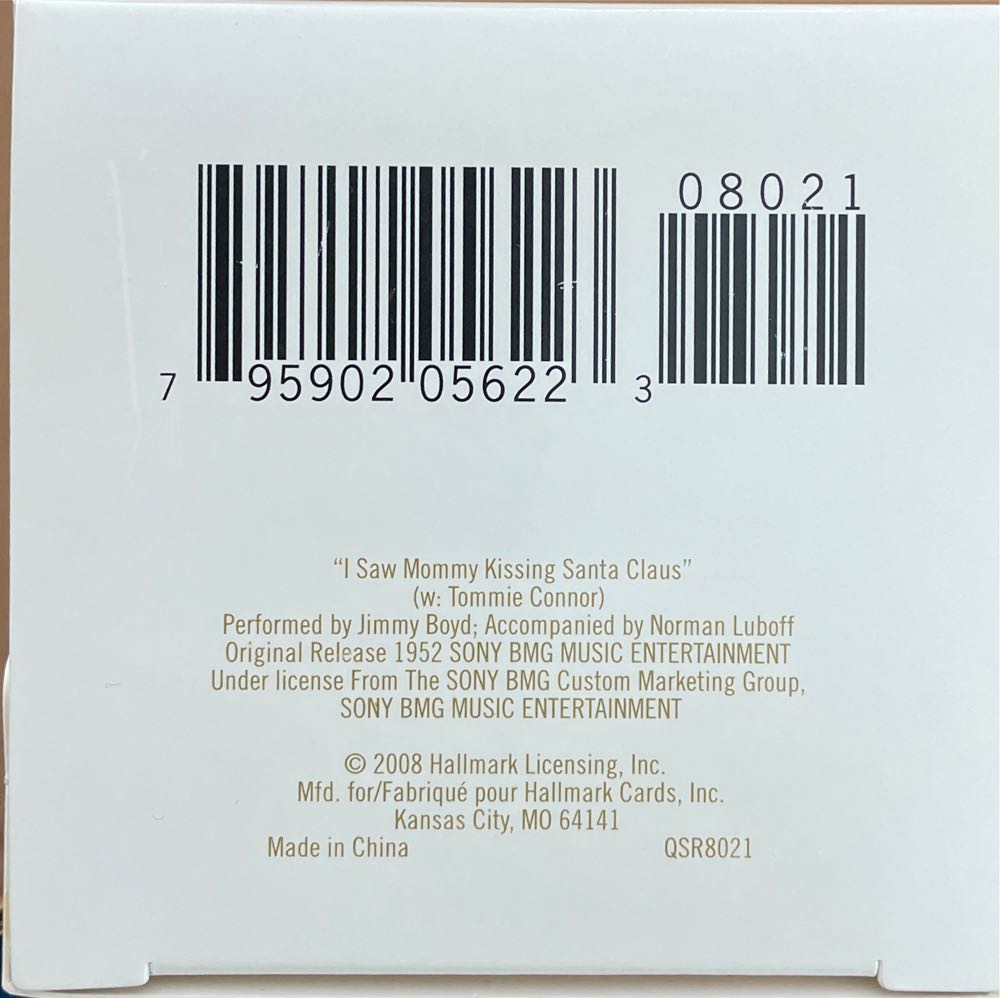 08021
7 95902 05622 3
“I Saw Mommy Kissing Santa Claus”
(w: Tommie Connor)
Performed by Jimmy Boyd; Accompanied by Norman Luboff
Original Release 1952 SONY BMG MUSIC ENTERTAINMENT
Under license From The SONY BMG Custom Marketing Group,
SONY BMG MUSIC ENTERTAINMENT
© 2008 Hallmark Licensing, Inc.
Mfd. for/Fabriqué pour Hallmark Cards, Inc.
Kansas City, MO 64141
Made in China QSR8021